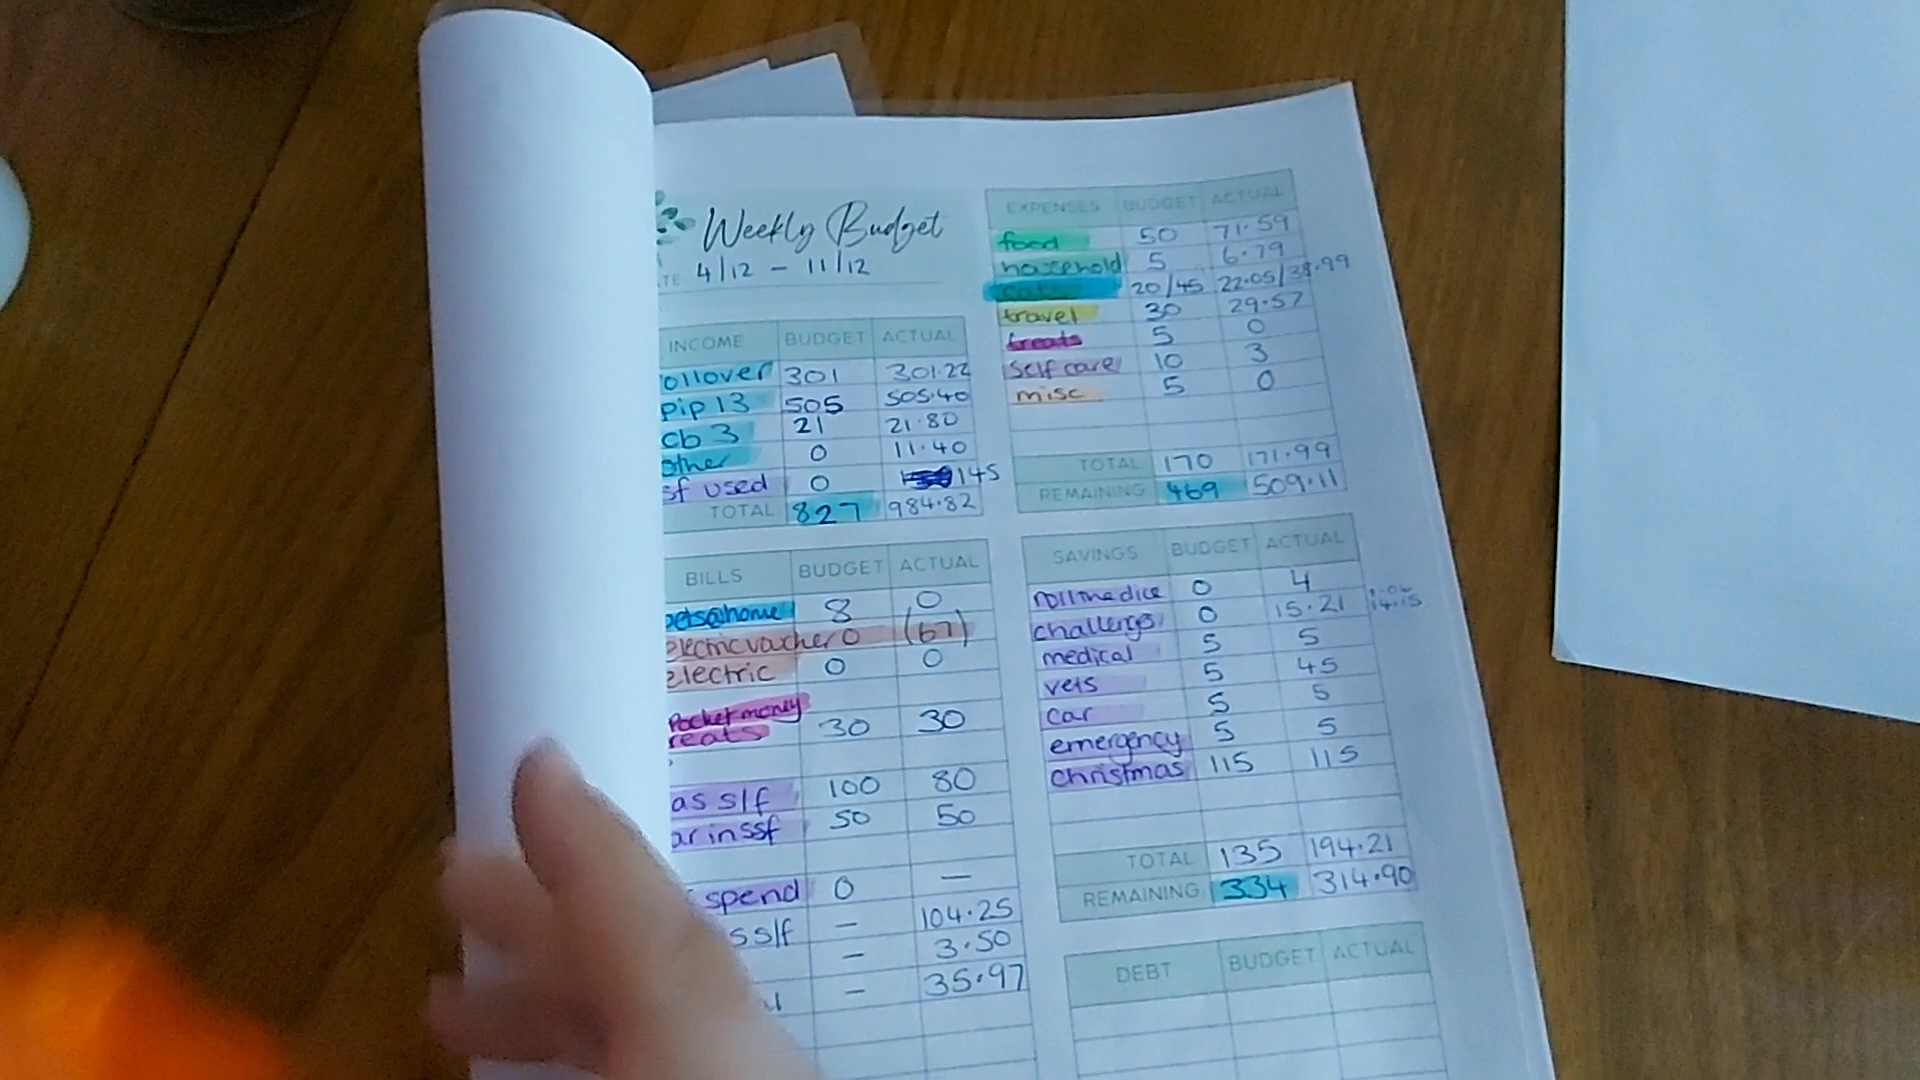 Weekly Budget
TE 4/12 - 11/12
INCOME BUDGET ACTUAL
ollover 301 301.22
pip 13 505 505.40
cb 3 21 21.80
other 0 11.40
sf used 0 145
TOTAL 827 984.82
BILLS BUDGET ACTUAL
pets@home 8 0
electric voucher 0 (67)
electric 0 0
Pocket money
reats 30 30
as s/f 100 80
ar ins sf 50 50
spend 0 —
s s/f — 104.25
— 3.50
— 35.97
EXPENSES BUDGET ACTUAL
food 50 71.59
household 5 6.79
cats 20/45 22.05/38.99
travel 30 29.57
treats 5 0
self care 10 3
misc 5 0
TOTAL 170 171.99
REMAINING 469 509.11
SAVINGS BUDGET ACTUAL
roll the dice 0 4
challenges 0 15.21 14.15
medical 5 5
vets 5 45
car 5 5
emergency 5 5
christmas 115 115
TOTAL 135 194.21
REMAINING 334 314.90
DEBT BUDGET ACTUAL